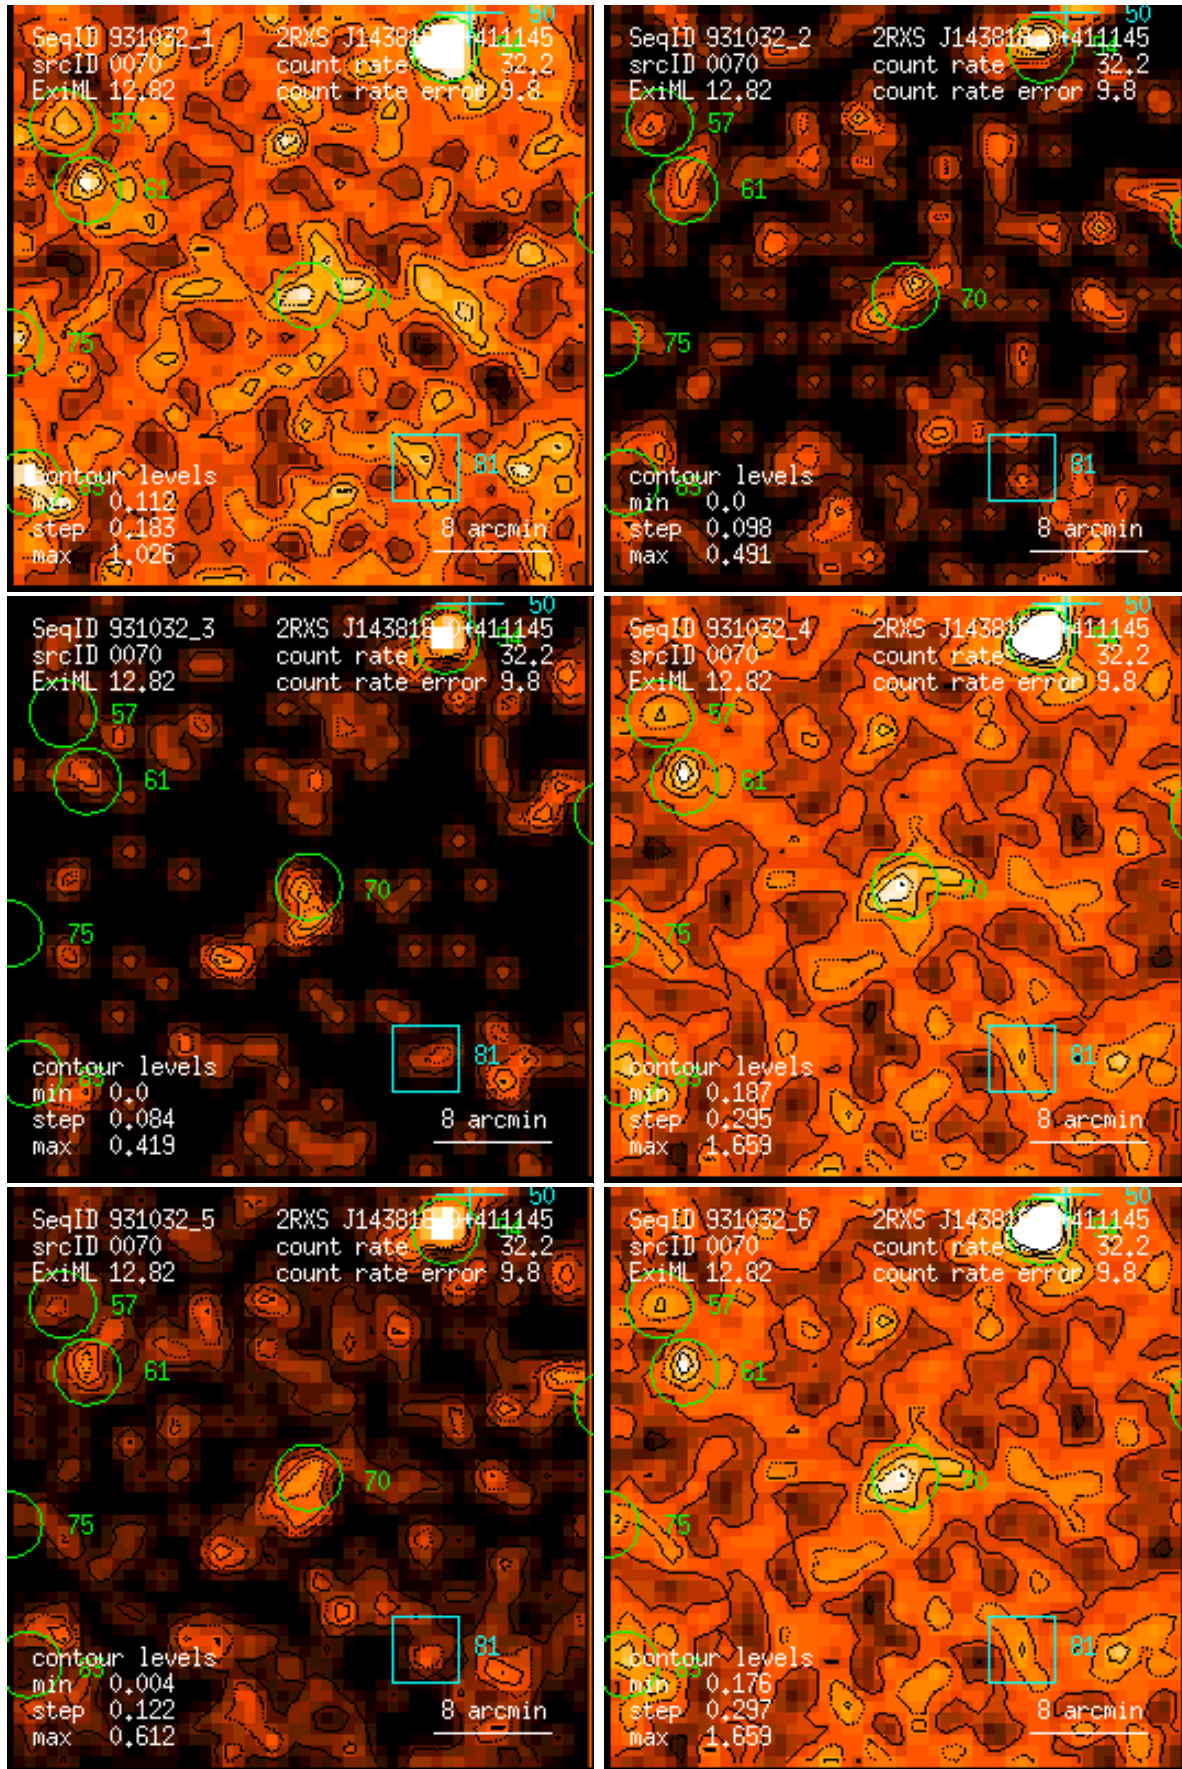 50
SeqID 931032_1 2RXS J143818.0+411145
srcID 0070 count rate 32.2
ExiML 12.82 count rate error 9.8
57
61
70
75
81
contour levels
min 0.112
step 0.183 8 arcmin
max 1.026
50
SeqID 931032_2 2RXS J143818.0+411145
srcID 0070 count rate 32.2
ExiML 12.82 count rate error 9.8
57
61
70
75
81
contour levels
min 0.0
step 0.098 8 arcmin
max 0.491
50
SeqID 931032_3 2RXS J143818.0+411145
srcID 0070 count rate 32.2
ExiML 12.82 count rate error 9.8
57
61
70
75
81
contour levels
min 0.0
step 0.084 8 arcmin
max 0.419
50
SeqID 931032_4 2RXS J143818.0+411145
srcID 0070 count rate 32.2
ExiML 12.82 count rate error 9.8
57
61
70
75
81
contour levels
min 0.187
step 0.295 8 arcmin
max 1.659
50
SeqID 931032_5 2RXS J143818.0+411145
srcID 0070 count rate 32.2
ExiML 12.82 count rate error 9.8
57
61
70
75
81
contour levels
min 0.004
step 0.122 8 arcmin
max 0.612
50
SeqID 931032_6 2RXS J143818.0+411145
srcID 0070 count rate 32.2
ExiML 12.82 count rate error 9.8
57
61
70
75
81
contour levels
min 0.176
step 0.297 8 arcmin
max 1.659